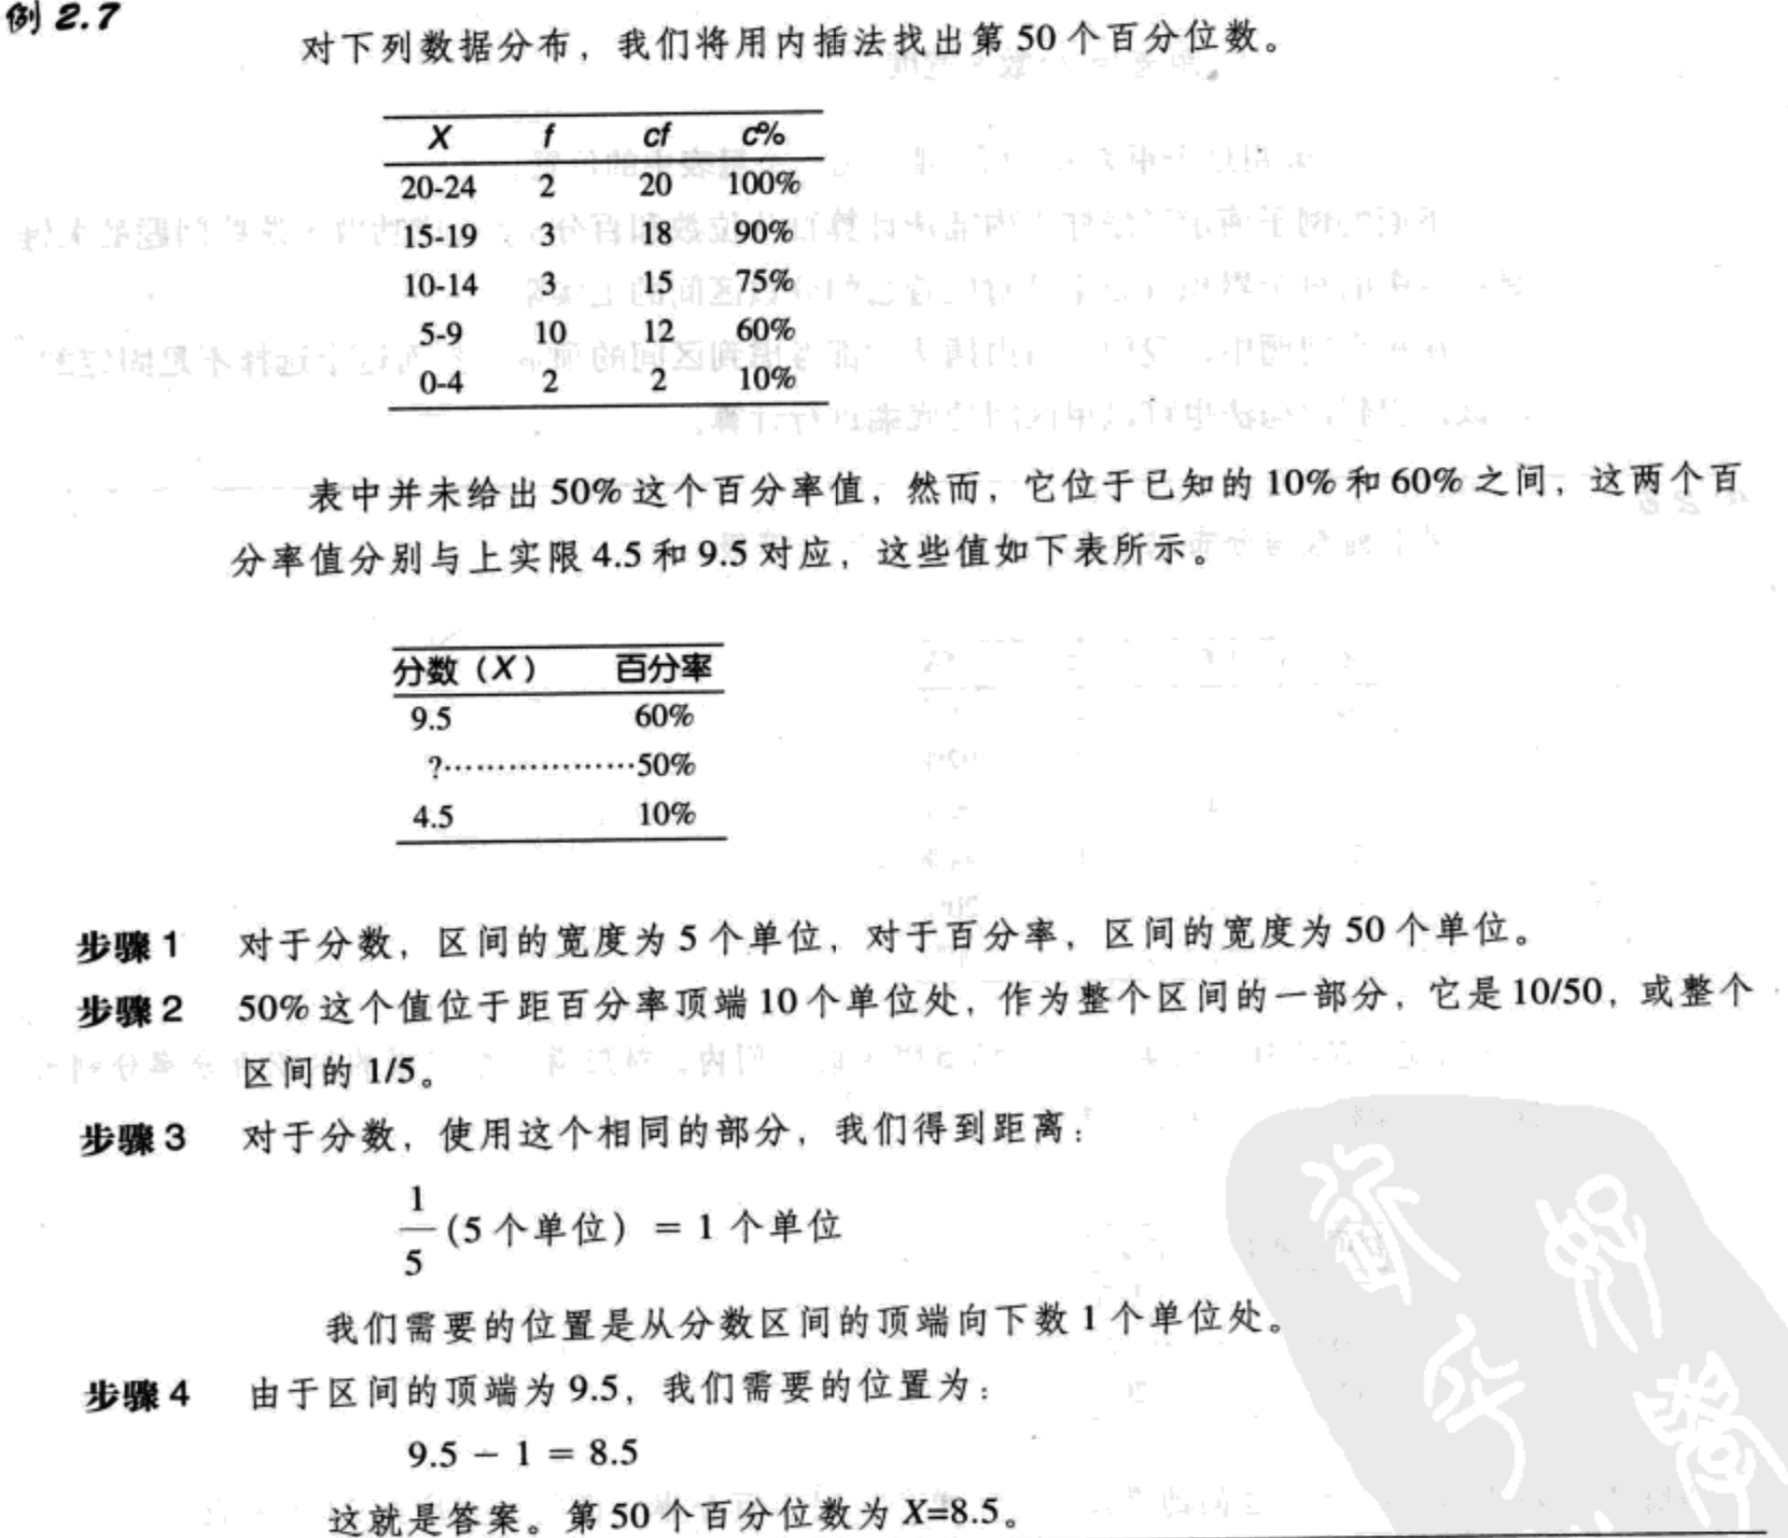 例 2.7
对下列数据分布，我们将用内插法找出第 50 个百分位数。
X f cf c%
20-24 2 20 100%
15-19 3 18 90%
10-14 3 15 75%
5-9 10 12 60%
0-4 2 2 10%
表中并未给出 50% 这个百分率值，然而，它位于已知的 10% 和 60% 之间，这两个百
分率值分别与上实限 4.5 和 9.5 对应，这些值如下表所示。
分数（X） 百分率
9.5 60%
?··················50%
4.5 10%
步骤 1 对于分数，区间的宽度为 5 个单位，对于百分率，区间的宽度为 50 个单位。
步骤 2 50% 这个值位于距百分率顶端 10 个单位处，作为整个区间的一部分，它是 10/50，或整个
区间的 1/5。
步骤 3 对于分数，使用这个相同的部分，我们得到距离：
1/5 (5 个单位) = 1 个单位
我们需要的位置是从分数区间的顶端向下数 1 个单位处。
步骤 4 由于区间的顶端为 9.5，我们需要的位置为：
9.5 − 1 = 8.5
这就是答案。第 50 个百分位数为 X=8.5。